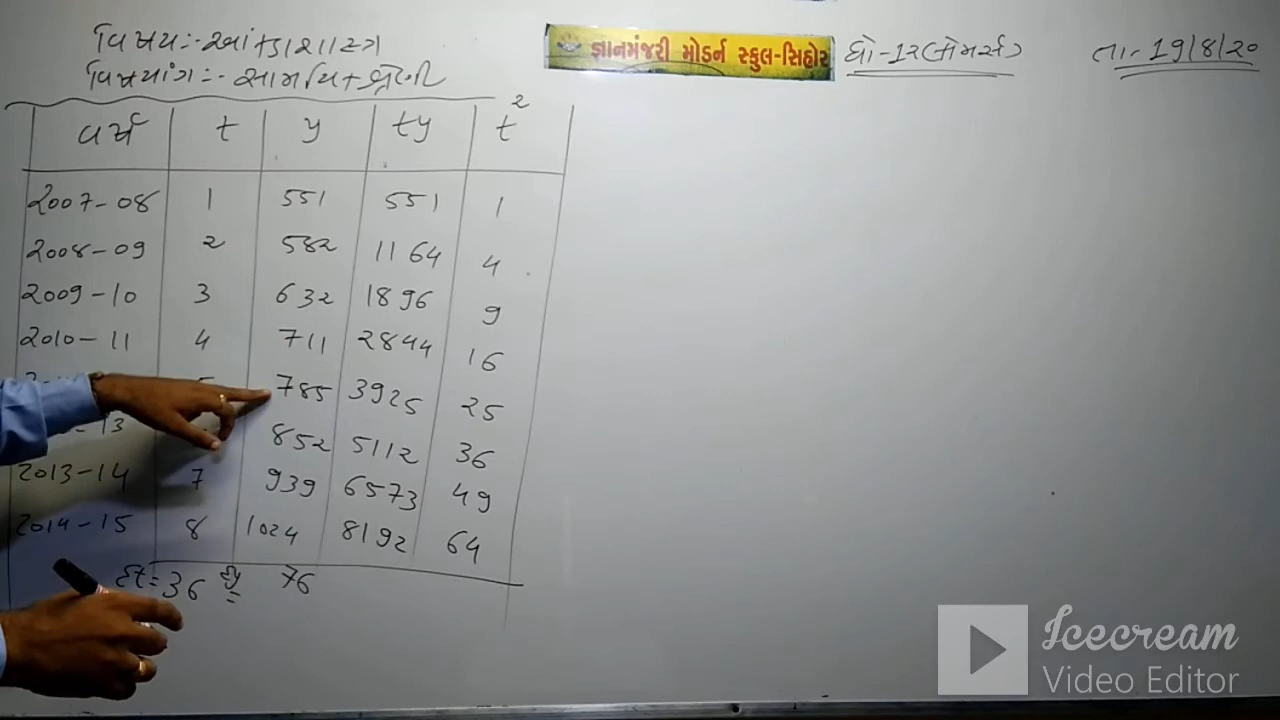 વિષય:- આંકડાશાસ્ત્ર
જ્ઞાનમંજરી મોડર્ન સ્કુલ-સિહોર
ધો-12 (કોમર્સ)
તા- 19/8/20
વિષયાંગ:- સામયિક શ્રેણી
વર્ષ t y ty t²
2007-08 1 551 551 1
2008-09 2 582 1164 4
2009-10 3 632 1896 9
2010-11 4 711 2844 16
785 3925 25
13 852 5112 36
2013-14 7 939 6573 49
2014-15 8 1024 8192 64
Σt= 36 Σy 76
Icecream
Video Editor